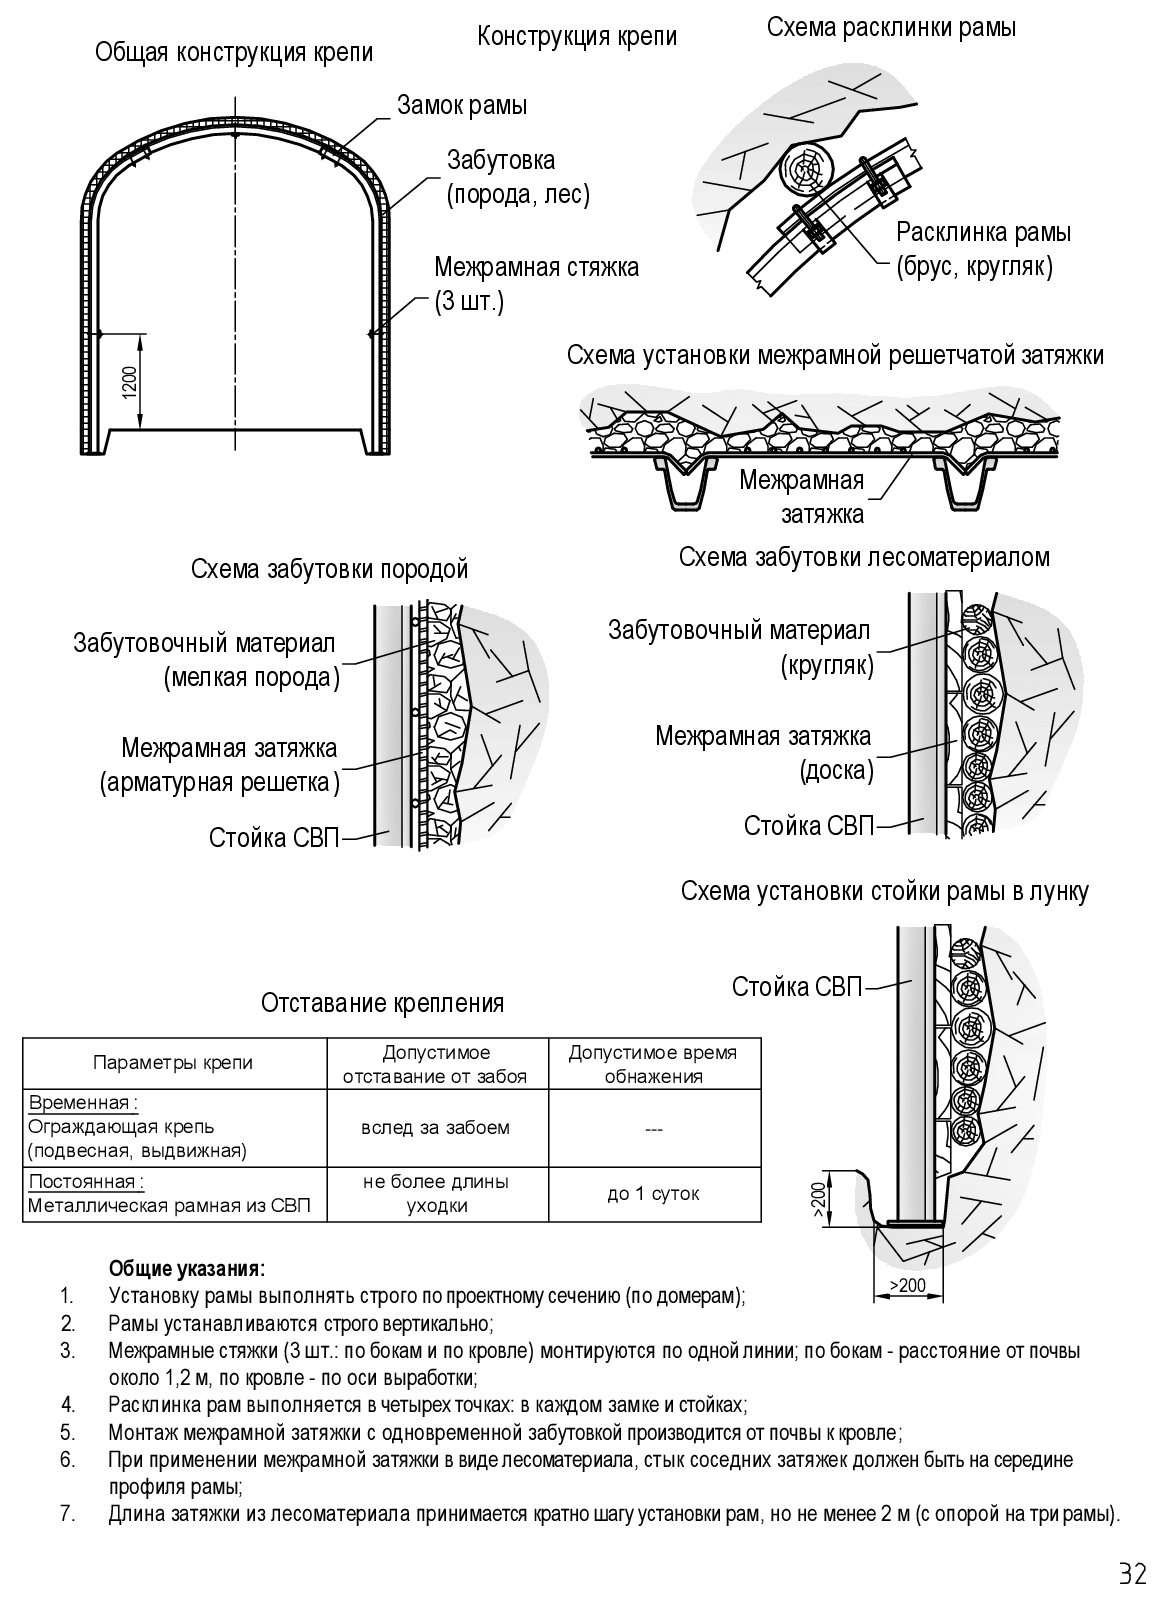 Конструкция крепи
Общая конструкция крепи
Замок рамы
Забутовка
(порода, лес)
Межрамная стяжка
(3 шт.)
1200
Схема расклинки рамы
Расклинка рамы
(брус, кругляк)
Схема установки межрамной решетчатой затяжки
Межрамная
затяжка
Схема забутовки породой
Забутовочный материал
(мелкая порода)
Межрамная затяжка
(арматурная решетка)
Стойка СВП
Схема забутовки лесоматериалом
Забутовочный материал
(кругляк)
Межрамная затяжка
(доска)
Стойка СВП
Схема установки стойки рамы в лунку
Стойка СВП
>200
>200
Отставание крепления
Параметры крепи
Допустимое
отставание от забоя
Допустимое время
обнажения
Временная :
Ограждающая крепь
(подвесная, выдвижная)
вслед за забоем
---
Постоянная :
Металлическая рамная из СВП
не более длины
уходки
до 1 суток
Общие указания:
1. Установку рамы выполнять строго по проектному сечению (по домерам);
2. Рамы устанавливаются строго вертикально;
3. Межрамные стяжки (3 шт.: по бокам и по кровле) монтируются по одной линии; по бокам - расстояние от почвы
около 1,2 м, по кровле - по оси выработки;
4. Расклинка рам выполняется в четырех точках: в каждом замке и стойках;
5. Монтаж межрамной затяжки с одновременной забутовкой производится от почвы к кровле;
6. При применении межрамной затяжки в виде лесоматериала, стык соседних затяжек должен быть на середине
профиля рамы;
7. Длина затяжки из лесоматериала принимается кратно шагу установки рам, но не менее 2 м (с опорой на три рамы).
32